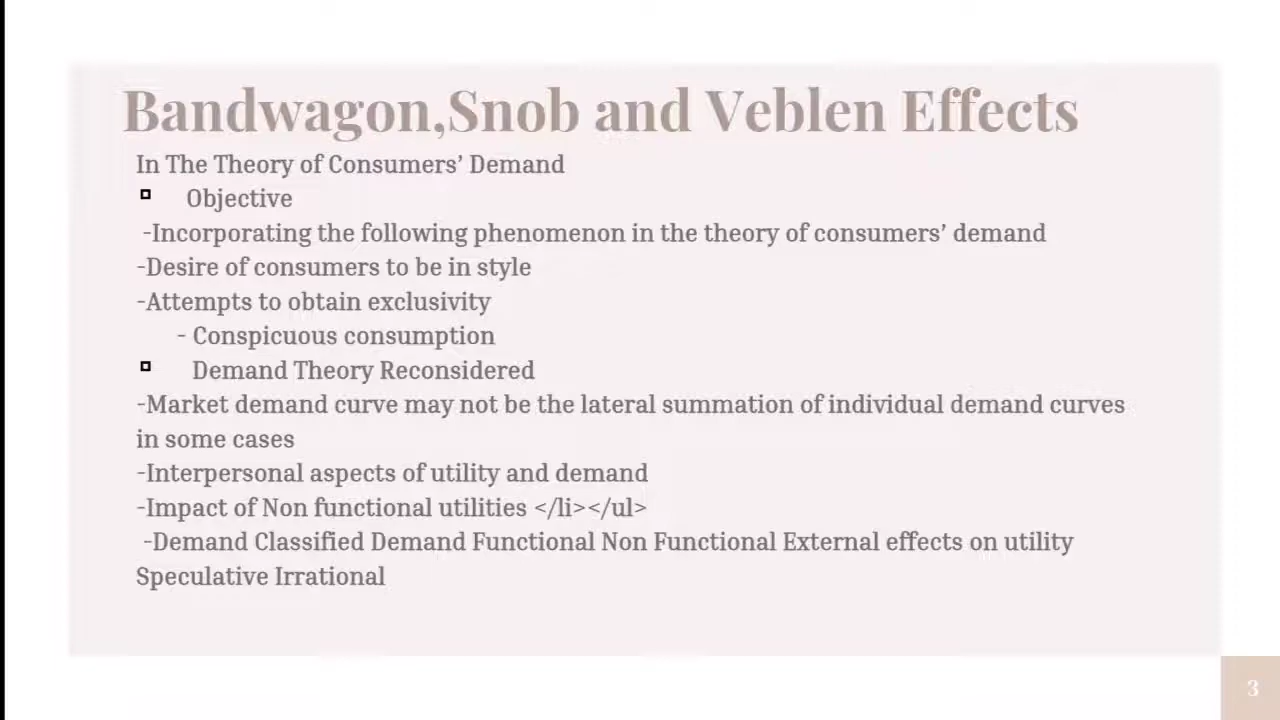 Bandwagon,Snob and Veblen Effects
In The Theory of Consumers’ Demand
Objective
-Incorporating the following phenomenon in the theory of consumers’ demand
-Desire of consumers to be in style
-Attempts to obtain exclusivity
- Conspicuous consumption
Demand Theory Reconsidered
-Market demand curve may not be the lateral summation of individual demand curves
in some cases
-Interpersonal aspects of utility and demand
-Impact of Non functional utilities </li></ul>
-Demand Classified Demand Functional Non Functional External effects on utility
Speculative Irrational
3